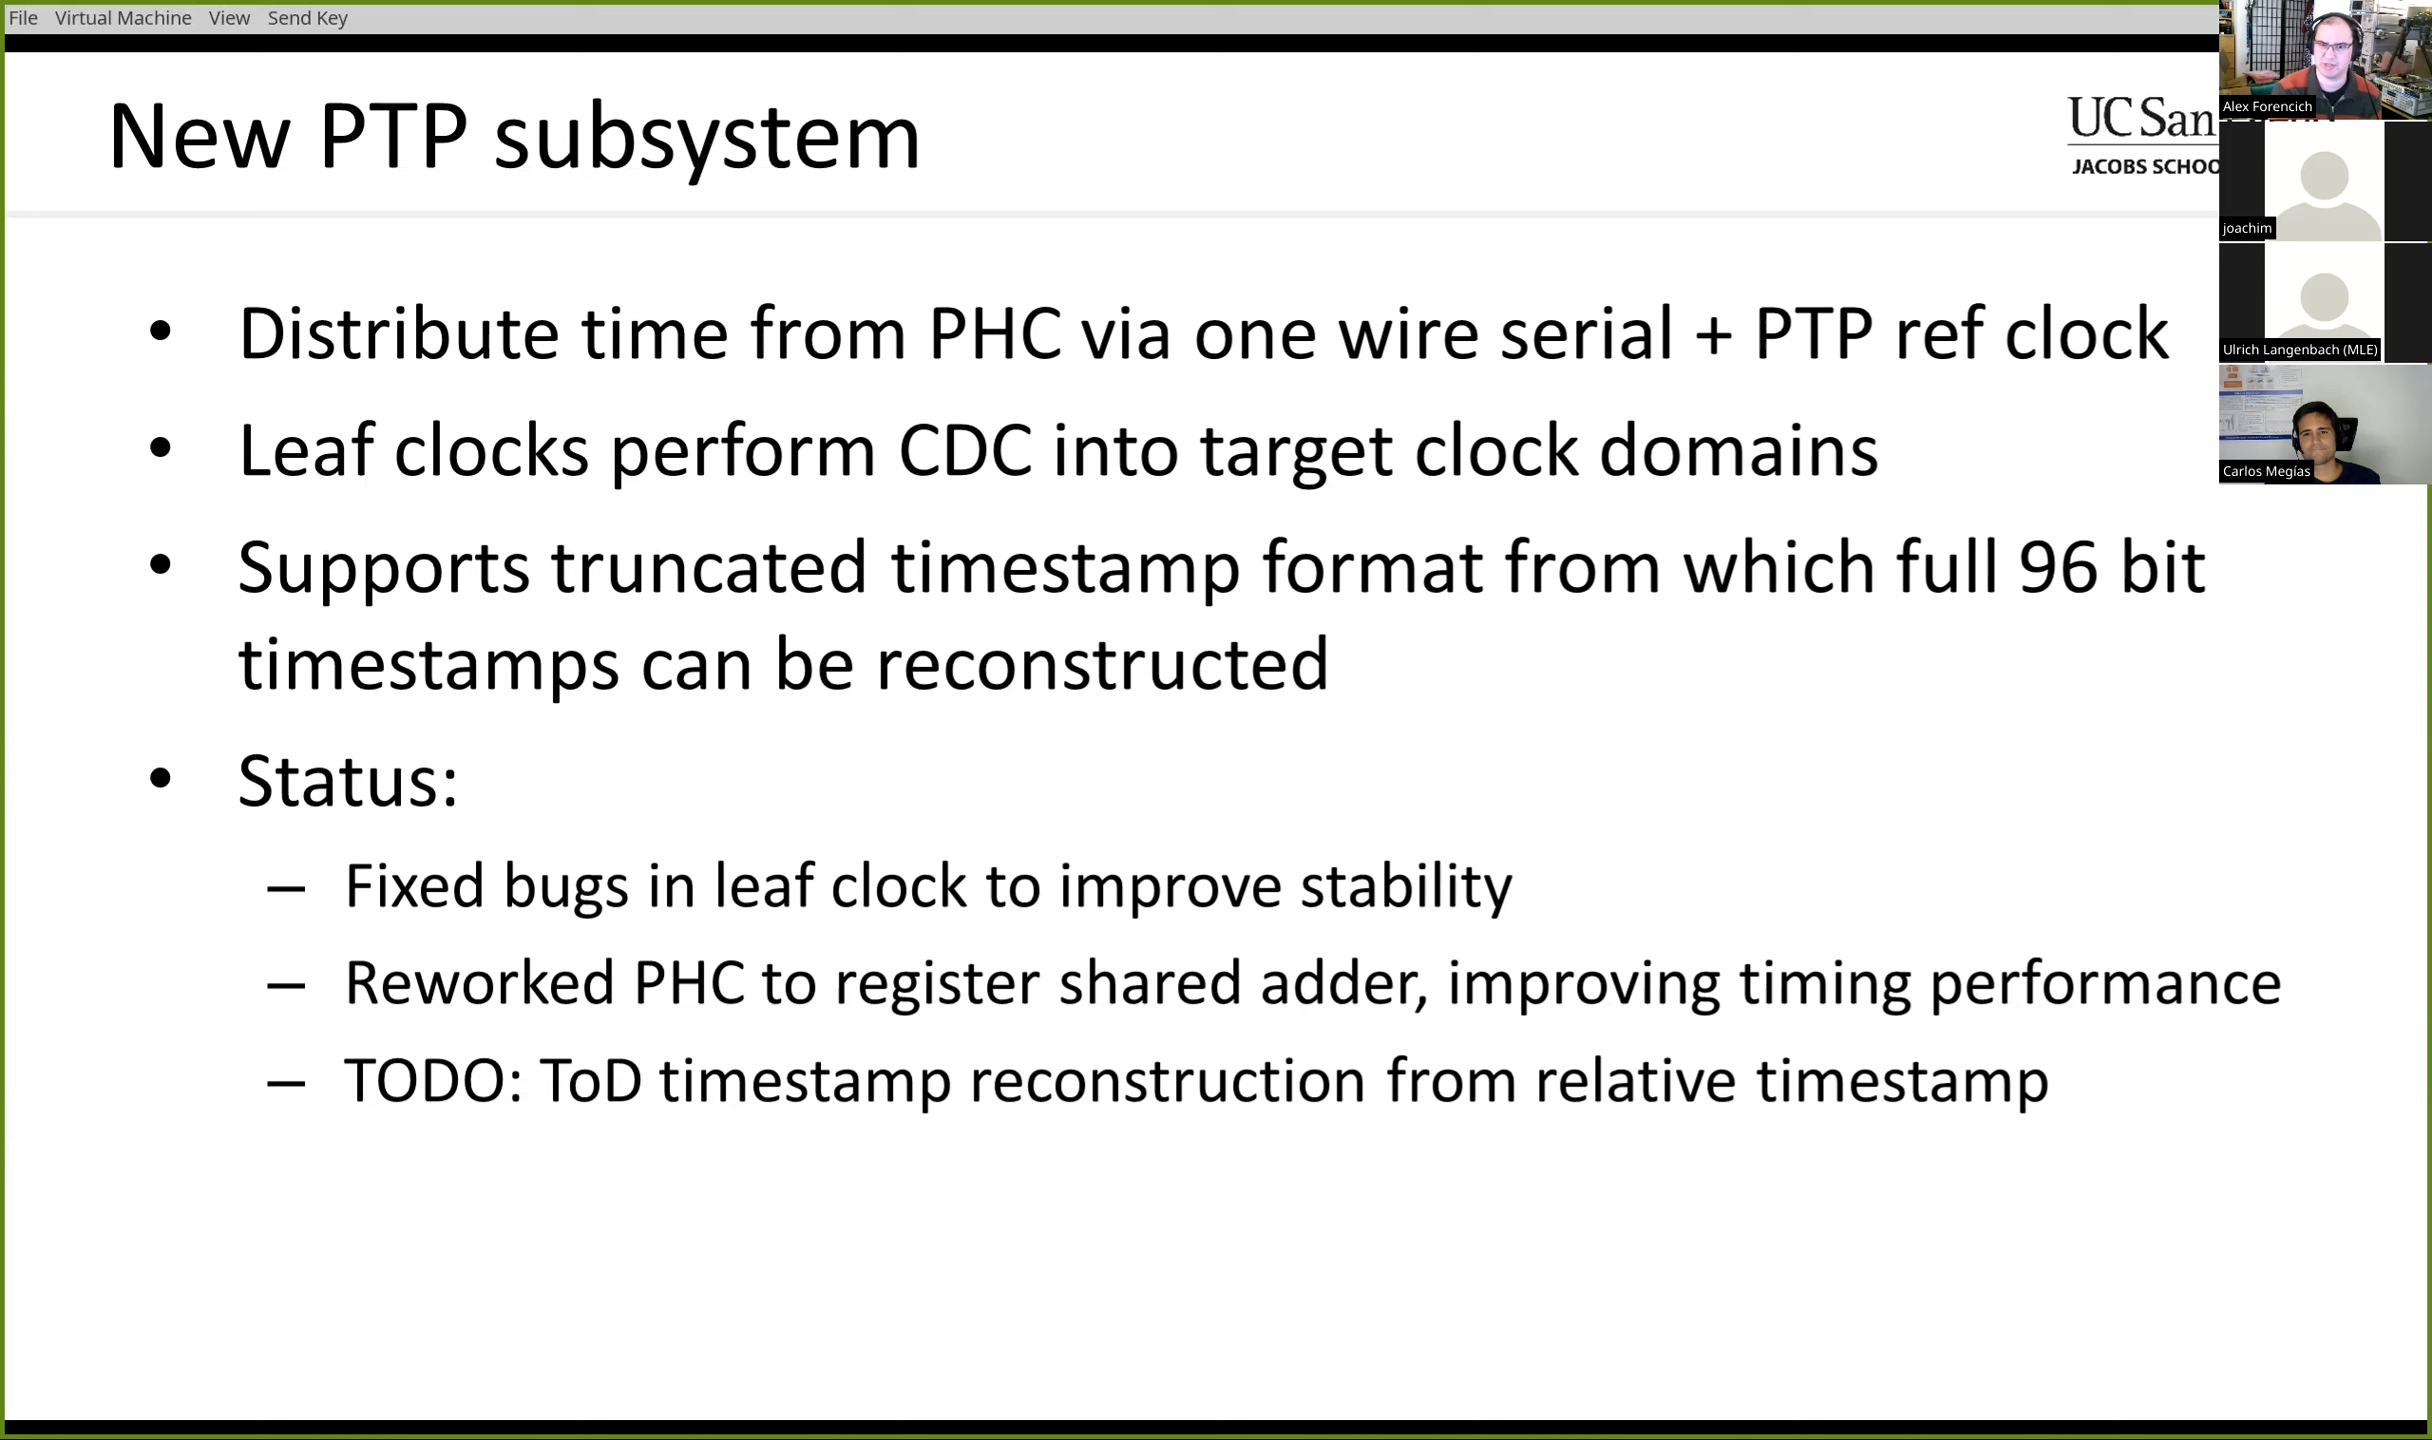 File Virtual Machine View Send Key
New PTP subsystem
UC San
JACOBS SCHOO
• Distribute time from PHC via one wire serial + PTP ref clock
• Leaf clocks perform CDC into target clock domains
• Supports truncated timestamp format from which full 96 bit
timestamps can be reconstructed
• Status:
– Fixed bugs in leaf clock to improve stability
– Reworked PHC to register shared adder, improving timing performance
– TODO: ToD timestamp reconstruction from relative timestamp
Alex Forencich
joachim
Ulrich Langenbach (MLE)
Carlos Megías